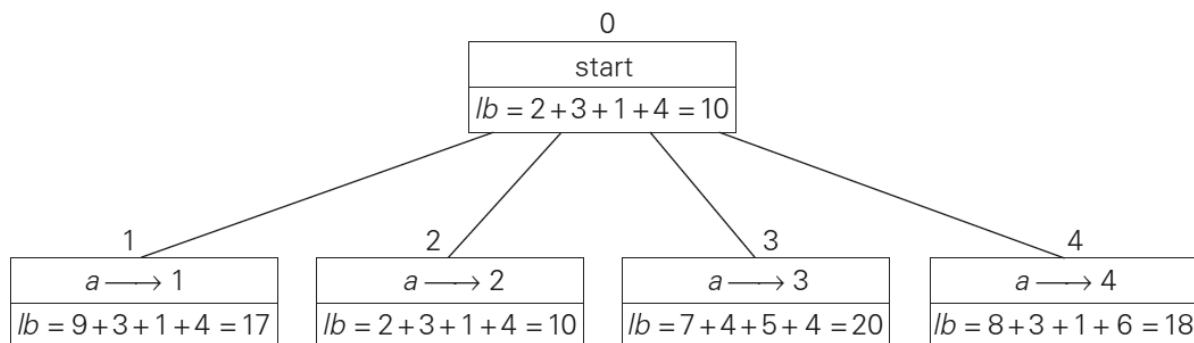 0
start
lb = 2 + 3 + 1 + 4 = 10
1
2
3
4
a ⟶ 1
a ⟶ 2
a ⟶ 3
a ⟶ 4
lb = 9 + 3 + 1 + 4 = 17
lb = 2 + 3 + 1 + 4 = 10
lb = 7 + 4 + 5 + 4 = 20
lb = 8 + 3 + 1 + 6 = 18